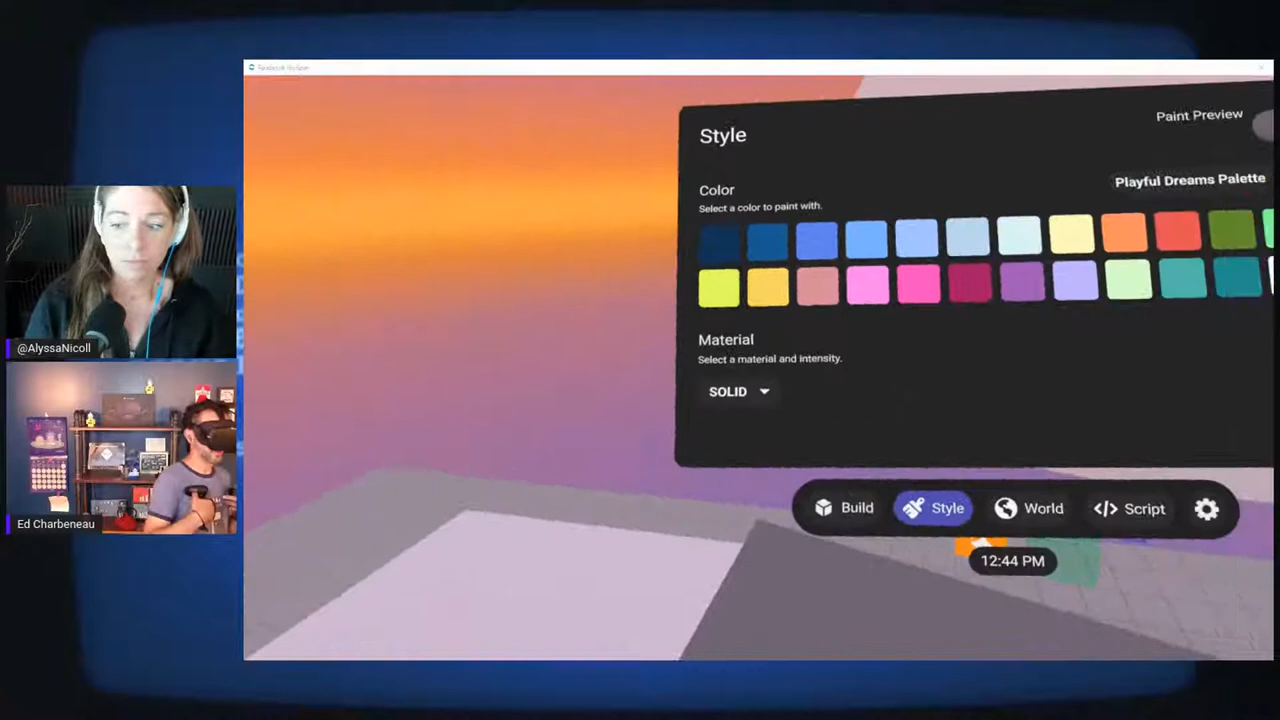 Style
Paint Preview
Color
Select a color to paint with.
Playful Dreams Palette
Material
Select a material and intensity.
SOLID
Build
Style
World
Script
12:44 PM
@AlyssaNicoll
Ed Charbeneau